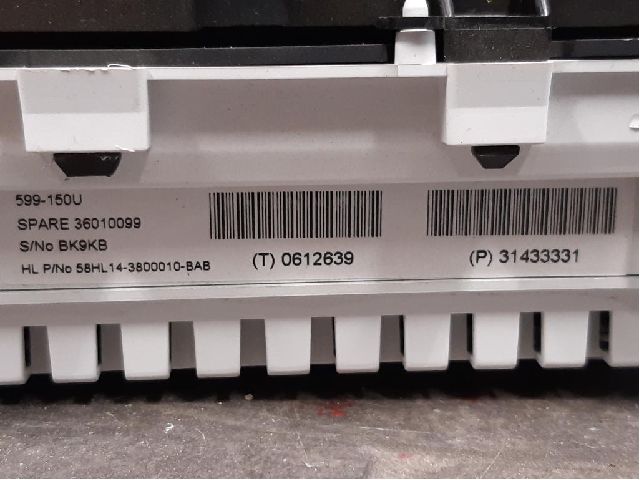 599-150U
SPARE 36010099
S/No BK9KB
HL P/No 58HL14-3800010-BAB
(T) 0612639
(P) 31433331